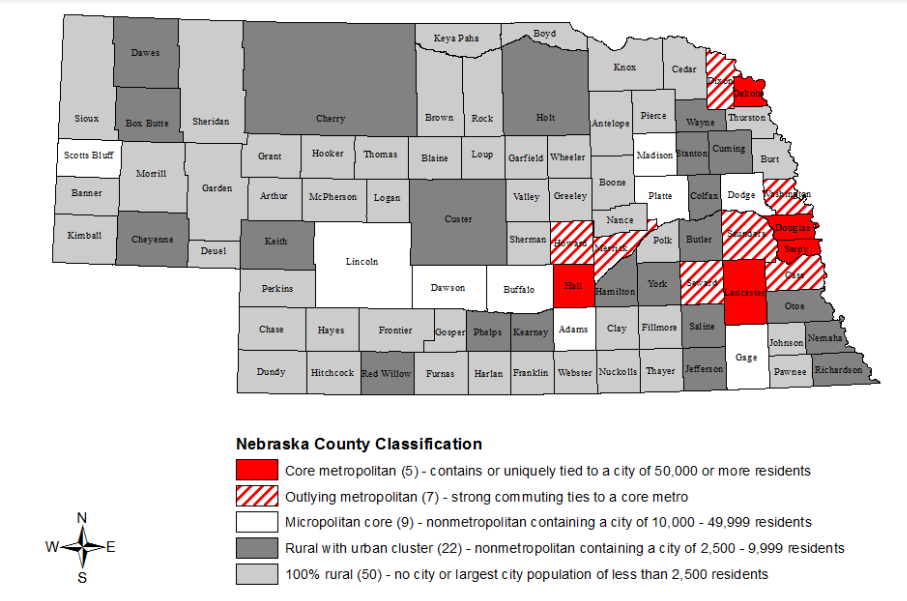 Keya Paha Boyd
Dawes Knox Cedar Dixon
Dakota
Sioux Box Butte Sheridan Cherry Brown Rock Holt Antelope Pierce Wayne Thurston
Scotts Bluff Grant Hooker Thomas Blaine Loup Garfield Wheeler Madison Stanton Cuming Burt
Morrill
Banner Garden Arthur McPherson Logan Valley Greeley Boone Platte Colfax Dodge Washington
Custer Nance
Kimball Cheyenne Deuel Keith Lincoln Sherman Howard Merrick Polk Butler Saunders Douglas
Sarpy
Perkins Dawson Buffalo Hall Hamilton York Seward Lancaster Cass
Otoe
Chase Hayes Frontier Gosper Phelps Kearney Adams Clay Fillmore Saline Johnson Nemaha
Gage
Dundy Hitchcock Red Willow Furnas Harlan Franklin Webster Nuckolls Thayer Jefferson Pawnee Richardson
Nebraska County Classification
Core metropolitan (5) - contains or uniquely tied to a city of 50,000 or more residents
Outlying metropolitan (7) - strong commuting ties to a core metro
Micropolitan core (9) - nonmetropolitan containing a city of 10,000 - 49,999 residents
Rural with urban cluster (22) - nonmetropolitan containing a city of 2,500 - 9,999 residents
100% rural (50) - no city or largest city population of less than 2,500 residents
N
W E
S